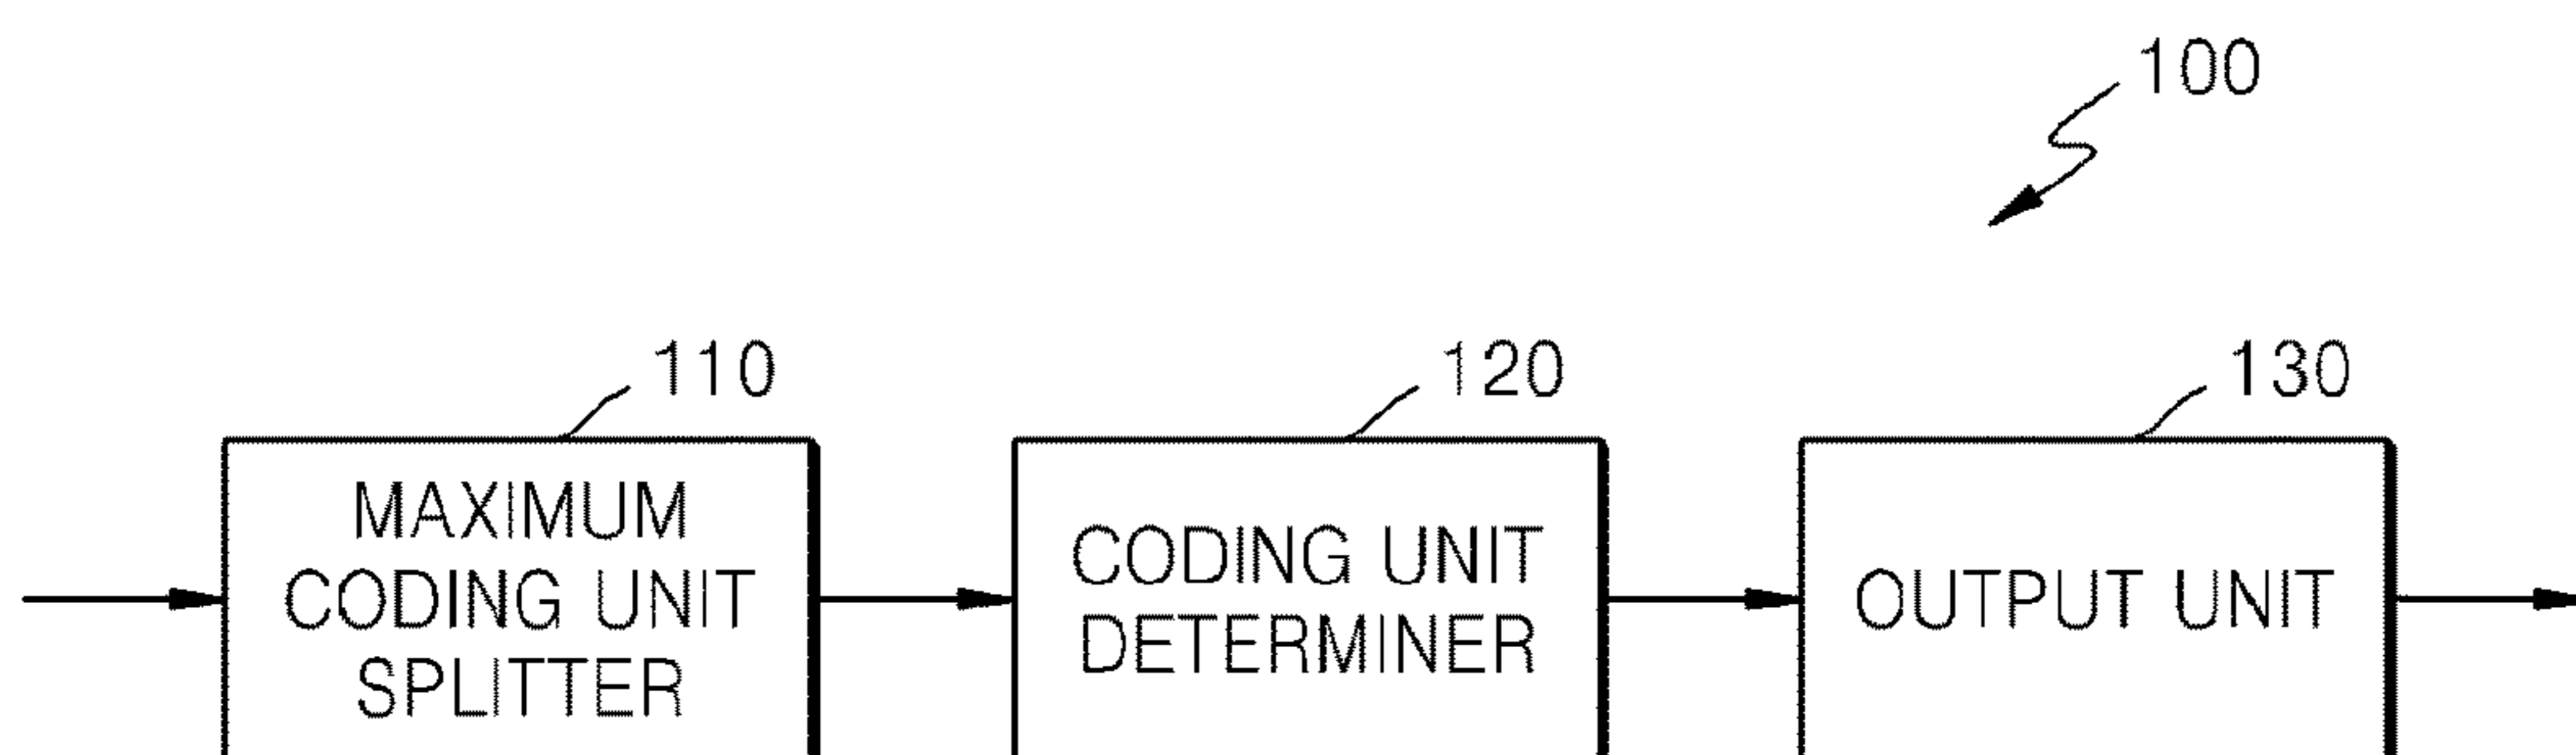 100
110
120
130
MAXIMUM
CODING UNIT
SPLITTER
CODING UNIT
DETERMINER
OUTPUT UNIT